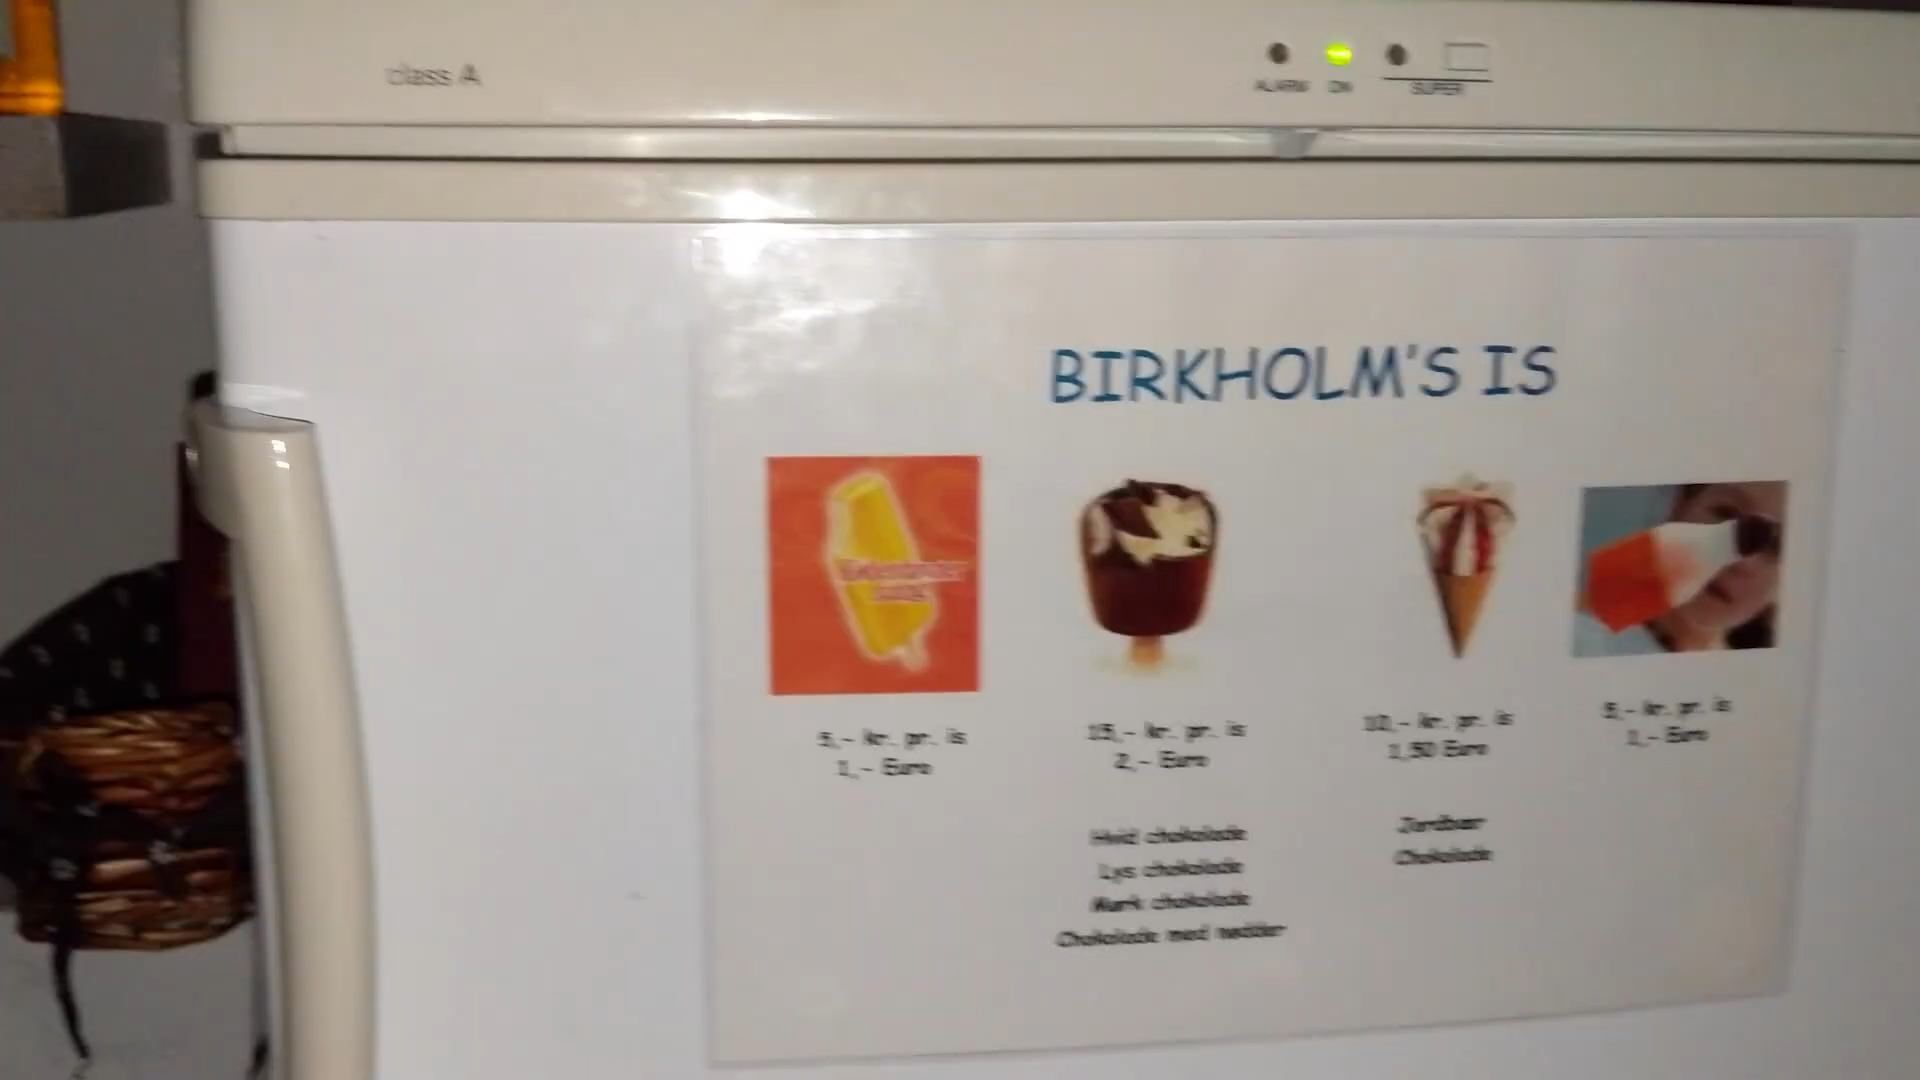 class A
ALARM ON SUPER
BIRKHOLM'S IS
5,- kr. pr. is
1,- Euro
15,- kr. pr. is
2,- Euro
Hvid chokolade
Lys chokolade
Mørk chokolade
Chokolade med nødder
10,- kr. pr. is
1,50 Euro
Jordbær
Chokolade
5,- kr. pr. is
1,- Euro